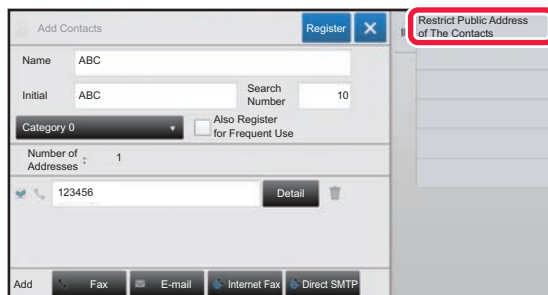 Add Contacts
Register
Restrict Public Address
of The Contacts
Name
ABC
Initial
ABC
Search
Number
10
Category 0
Also Register
for Frequent Use
Number of
Addresses
:
1
123456
Detail
Add
Fax
E-mail
Internet Fax
Direct SMTP